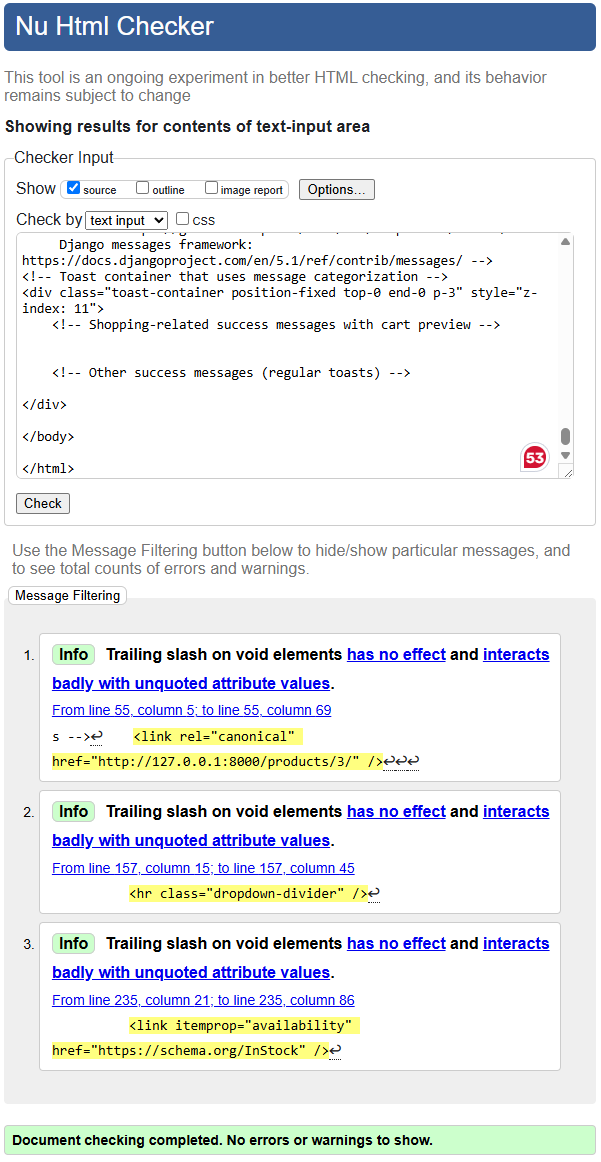 Nu Html Checker
This tool is an ongoing experiment in better HTML checking, and its behavior
remains subject to change
Showing results for contents of text-input area
Checker Input
Show source outline image report Options...
Check by text input css
Django messages framework:
https://docs.djangoproject.com/en/5.1/ref/contrib/messages/ -->
<!-- Toast container that uses message categorization -->
<div class="toast-container position-fixed top-0 end-0 p-3" style="z-
index: 11">
<!-- Shopping-related success messages with cart preview -->
<!-- Other success messages (regular toasts) -->
</div>
</body>
53
</html>
Check
Use the Message Filtering button below to hide/show particular messages, and
to see total counts of errors and warnings.
Message Filtering
1. Info Trailing slash on void elements has no effect and interacts
badly with unquoted attribute values.
From line 55, column 5; to line 55, column 69
s -->↩ <link rel="canonical"
href="http://127.0.0.1:8000/products/3/" />↩↩↩
2. Info Trailing slash on void elements has no effect and interacts
badly with unquoted attribute values.
From line 157, column 15; to line 157, column 45
<hr class="dropdown-divider" />↩
3. Info Trailing slash on void elements has no effect and interacts
badly with unquoted attribute values.
From line 235, column 21; to line 235, column 86
<link itemprop="availability"
href="https://schema.org/InStock" />↩
Document checking completed. No errors or warnings to show.